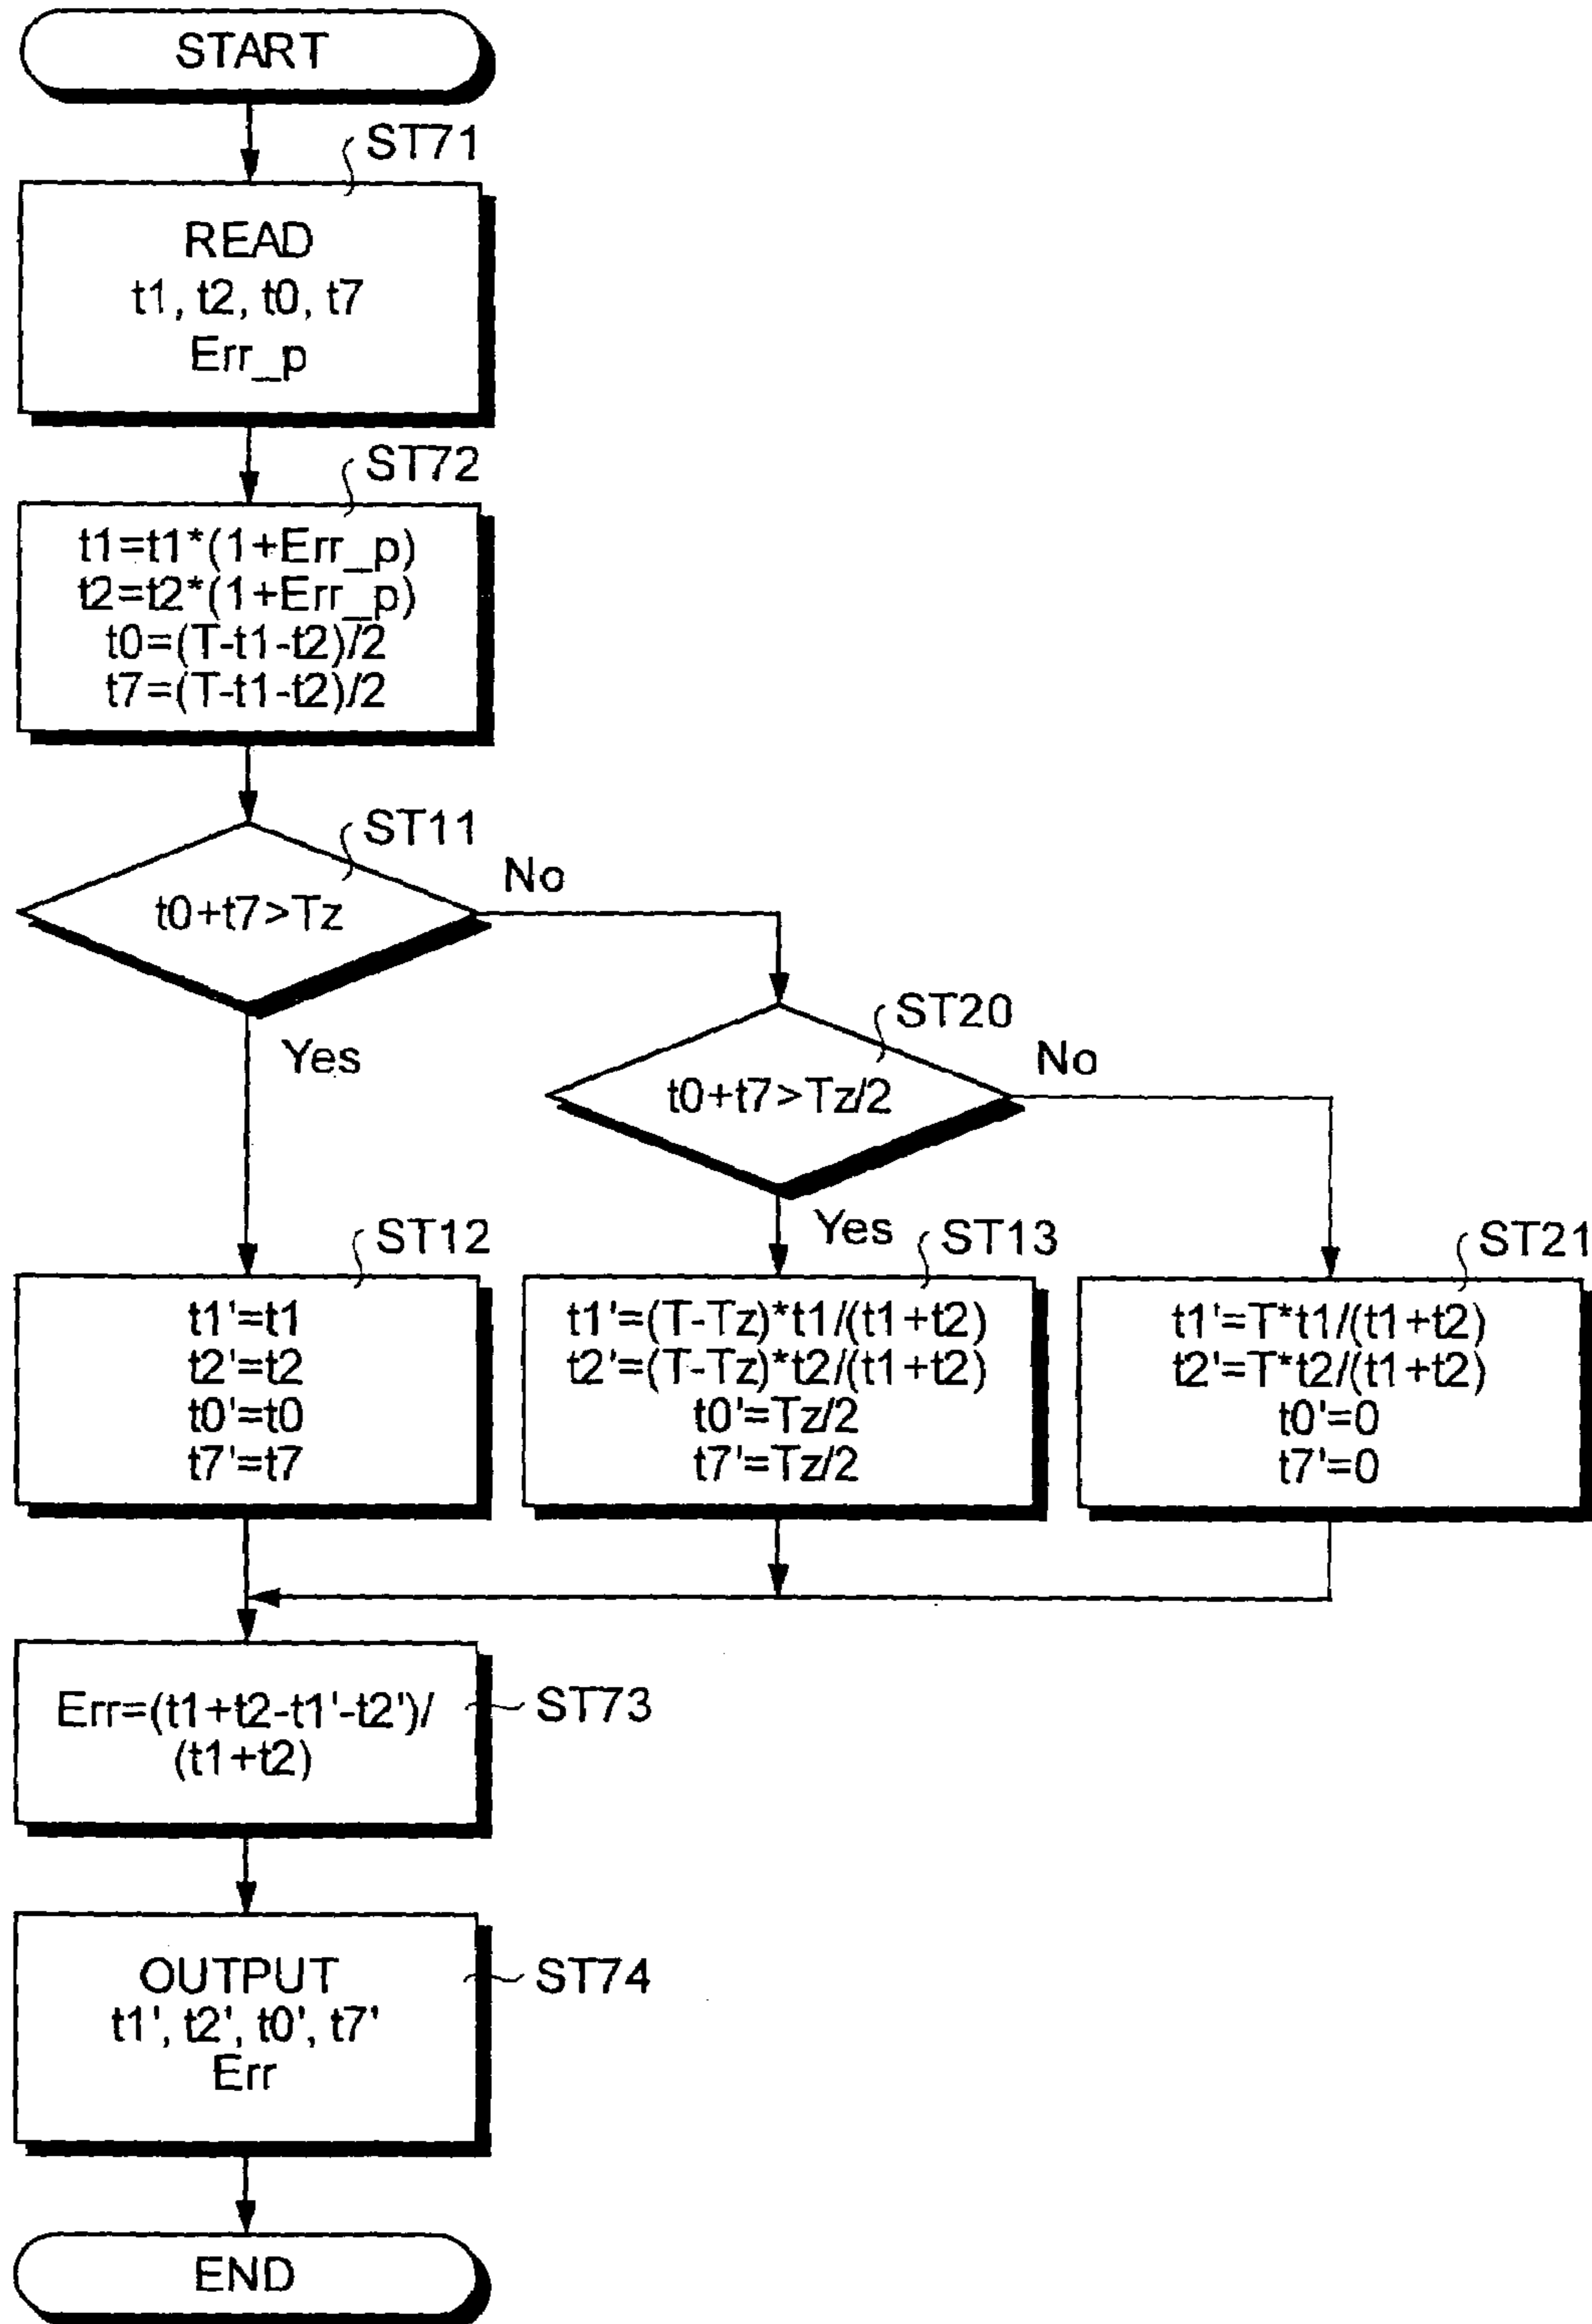 START
ST71
READ
t1, t2, t0, t7
Err_p
ST72
t1=t1*(1+Err_p)
t2=t2*(1+Err_p)
t0=(T-t1-t2)/2
t7=(T-t1-t2)/2
ST11
t0+t7>Tz
No
Yes
ST20
t0+t7>Tz/2
No
Yes
ST12
t1'=t1
t2'=t2
t0'=t0
t7'=t7
ST13
t1'=(T-Tz)*t1/(t1+t2)
t2'=(T-Tz)*t2/(t1+t2)
t0'=Tz/2
t7'=Tz/2
ST21
t1'=T*t1/(t1+t2)
t2'=T*t2/(t1+t2)
t0'=0
t7'=0
Err=(t1+t2-t1'-t2')/
(t1+t2)
ST73
OUTPUT
t1', t2', t0', t7'
Err
ST74
END